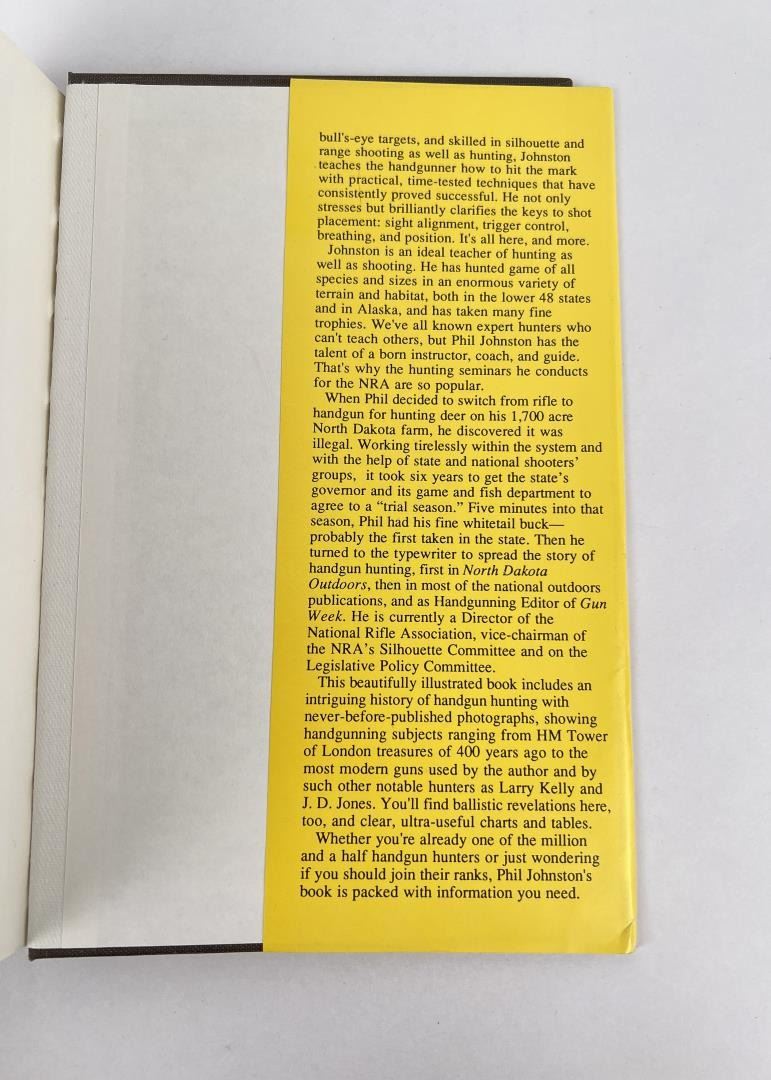 bull's-eye targets, and skilled in silhouette and
range shooting as well as hunting, Johnston
teaches the handgunner how to hit the mark
with practical, time-tested techniques that have
consistently proved successful. He not only
stresses but brilliantly clarifies the keys to shot
placement: sight alignment, trigger control,
breathing, and position. It's all here, and more.
Johnston is an ideal teacher of hunting as
well as shooting. He has hunted game of all
species and sizes in an enormous variety of
terrain and habitat, both in the lower 48 states
and in Alaska, and has taken many fine
trophies. We've all known expert hunters who
can't teach others, but Phil Johnston has the
talent of a born instructor, coach, and guide.
That's why the hunting seminars he conducts
for the NRA are so popular.
When Phil decided to switch from rifle to
handgun for hunting deer on his 1,700 acre
North Dakota farm, he discovered it was
illegal. Working tirelessly within the system and
with the help of state and national shooters'
groups, it took six years to get the state's
governor and its game and fish department to
agree to a “trial season.” Five minutes into that
season, Phil had his fine whitetail buck—
probably the first taken in the state. Then he
turned to the typewriter to spread the story of
handgun hunting, first in North Dakota
Outdoors, then in most of the national outdoors
publications, and as Handgunning Editor of Gun
Week. He is currently a Director of the
National Rifle Association, vice-chairman of
the NRA's Silhouette Committee and on the
Legislative Policy Committee.
This beautifully illustrated book includes an
intriguing history of handgun hunting with
never-before-published photographs, showing
handgunning subjects ranging from HM Tower
of London treasures of 400 years ago to the
most modern guns used by the author and by
such other notable hunters as Larry Kelly and
J. D. Jones. You'll find ballistic revelations here,
too, and clear, ultra-useful charts and tables.
Whether you're already one of the million
and a half handgun hunters or just wondering
if you should join their ranks, Phil Johnston's
book is packed with information you need.